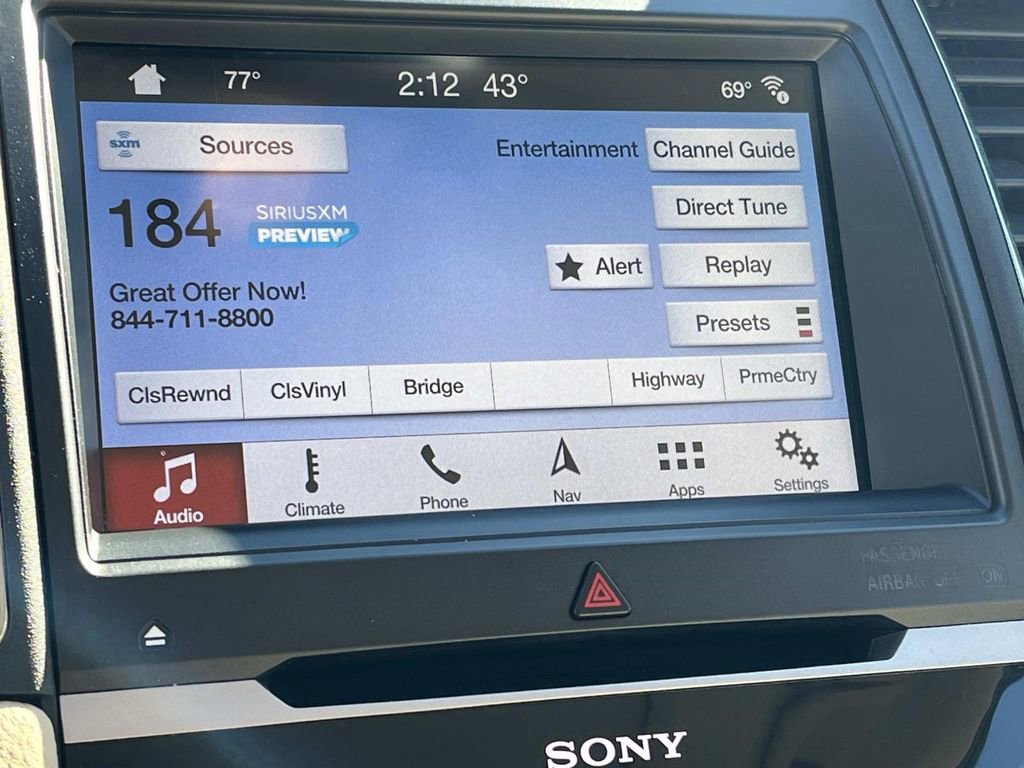 77° 2:12 43° 69°
sxm Sources Entertainment Channel Guide
184 SIRIUSXM
PREVIEW
Direct Tune
Alert Replay
Great Offer Now!
844-711-8800
Presets
ClsRewnd ClsVinyl Bridge Highway PrmeCtry
Audio Climate Phone Nav Apps Settings
PASSENGER
AIRBAG OFF ON
SONY